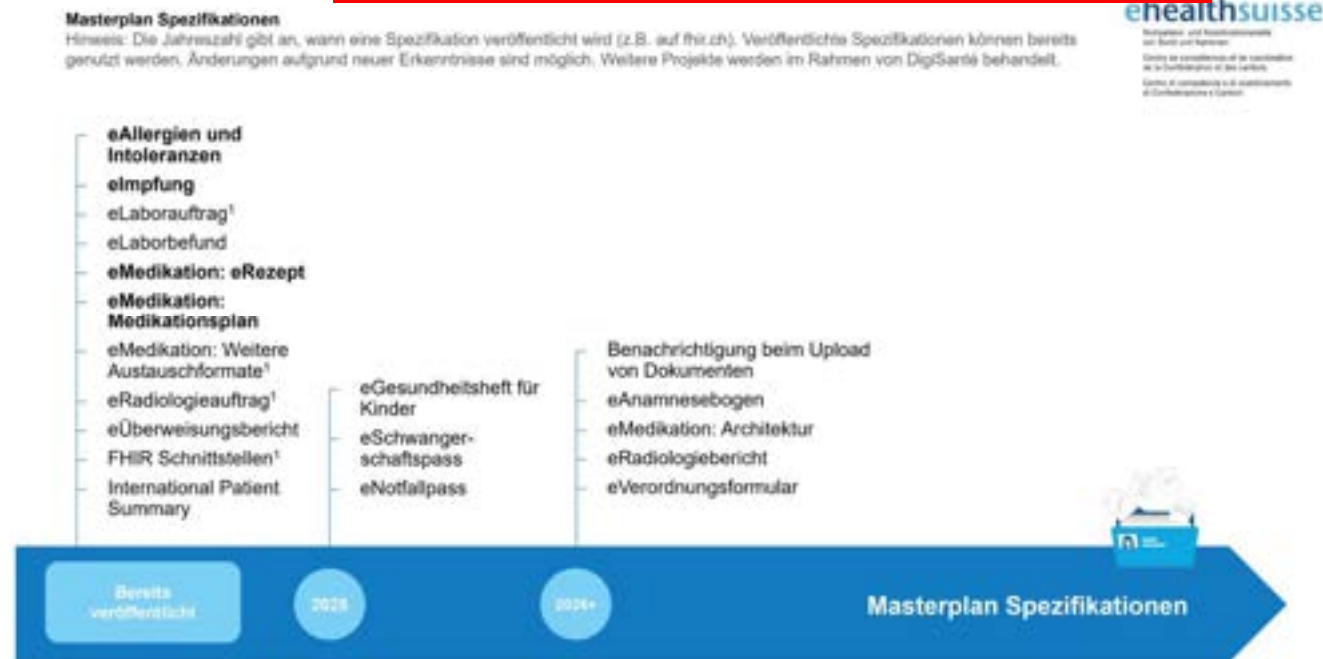 ehealthsuisse
Masterplan Spezifikationen
Hinweis: Die Jahreszahl gibt an, wann eine Spezifikation veröffentlicht wird (z.B. auf fhir.ch). Veröffentlichte Spezifikationen können bereits
genutzt werden. Änderungen aufgrund neuer Erkenntnisse sind möglich. Weitere Projekte werden im Rahmen von DigiSanté behandelt.
eAllergien und
Intoleranzen
eImpfung
eLaborauftrag¹
eLaborbefund
eMedikation: eRezept
eMedikation:
Medikationsplan
eMedikation: Weitere
Austauschformate¹
eRadiologieauftrag¹
eÜberweisungsbericht
FHIR Schnittstellen¹
International Patient
Summary
eGesundheitsheft für
Kinder
eSchwanger-
schaftspass
eNotfallpass
Benachrichtigung beim Upload
von Dokumenten
eAnamnesebogen
eMedikation: Architektur
eRadiologiebericht
eVerordnungsformular
Bereits
veröffentlicht
2026+
Masterplan Spezifikationen